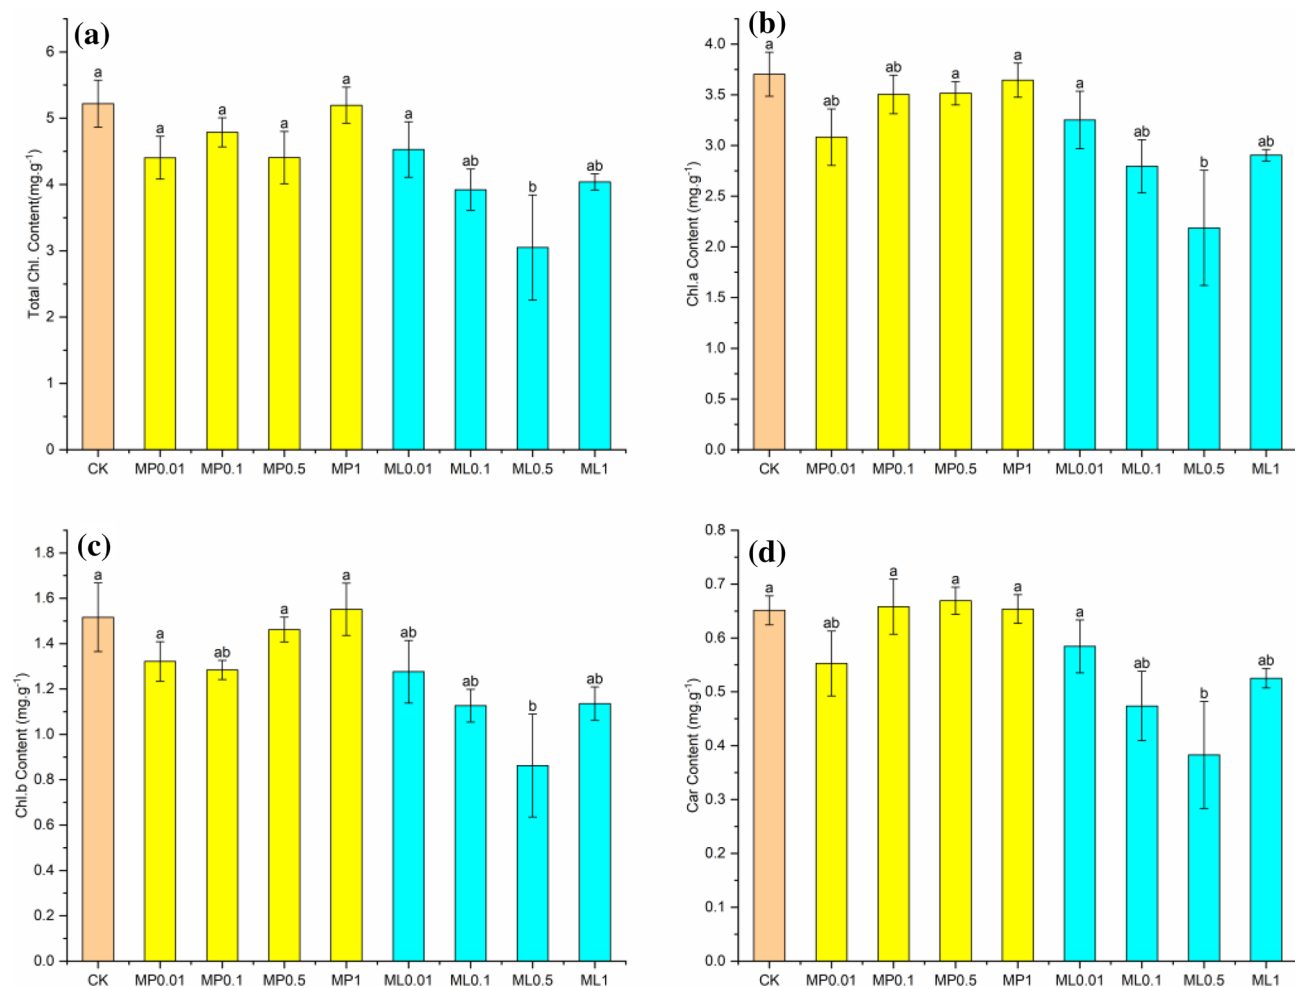 (a)
Total Chl. Content(mg.g⁻¹)
6
5
4
3
2
1
0
a
a
a
a
a
a
ab
b
ab
CK MP0.01 MP0.1 MP0.5 MP1 ML0.01 ML0.1 ML0.5 ML1
(b)
Chl.a Content (mg.g⁻¹)
4.0
3.5
3.0
2.5
2.0
1.5
1.0
0.5
0.0
a
ab
ab
a
a
a
ab
b
ab
CK MP0.01 MP0.1 MP0.5 MP1 ML0.01 ML0.1 ML0.5 ML1
(c)
Chl.b Content (mg.g⁻¹)
1.8
1.6
1.4
1.2
1.0
0.8
0.6
0.4
0.2
0.0
a
a
ab
a
a
ab
ab
b
ab
CK MP0.01 MP0.1 MP0.5 MP1 ML0.01 ML0.1 ML0.5 ML1
(d)
Car Content (mg.g⁻¹)
0.8
0.7
0.6
0.5
0.4
0.3
0.2
0.1
0.0
a
ab
a
a
a
a
ab
b
ab
CK MP0.01 MP0.1 MP0.5 MP1 ML0.01 ML0.1 ML0.5 ML1